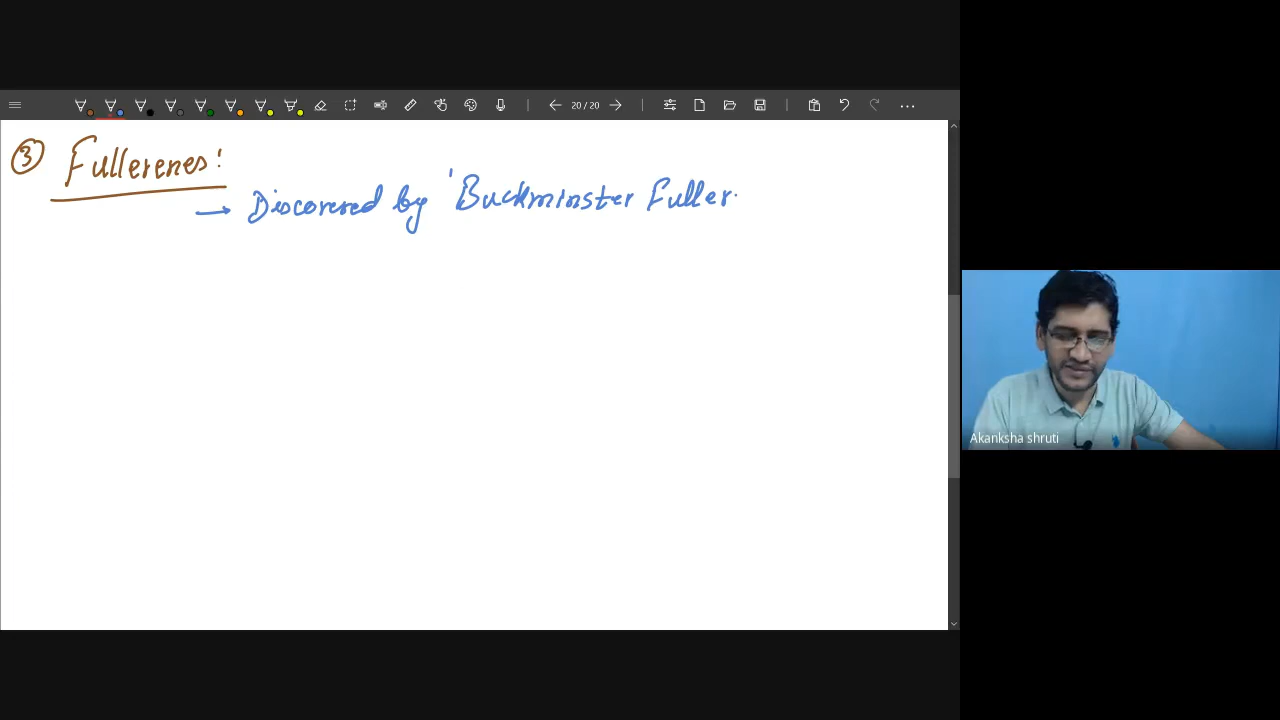 20 / 20
③ Fullerenes:
→ Discovered by 'Buckminster Fuller.
Akanksha shruti